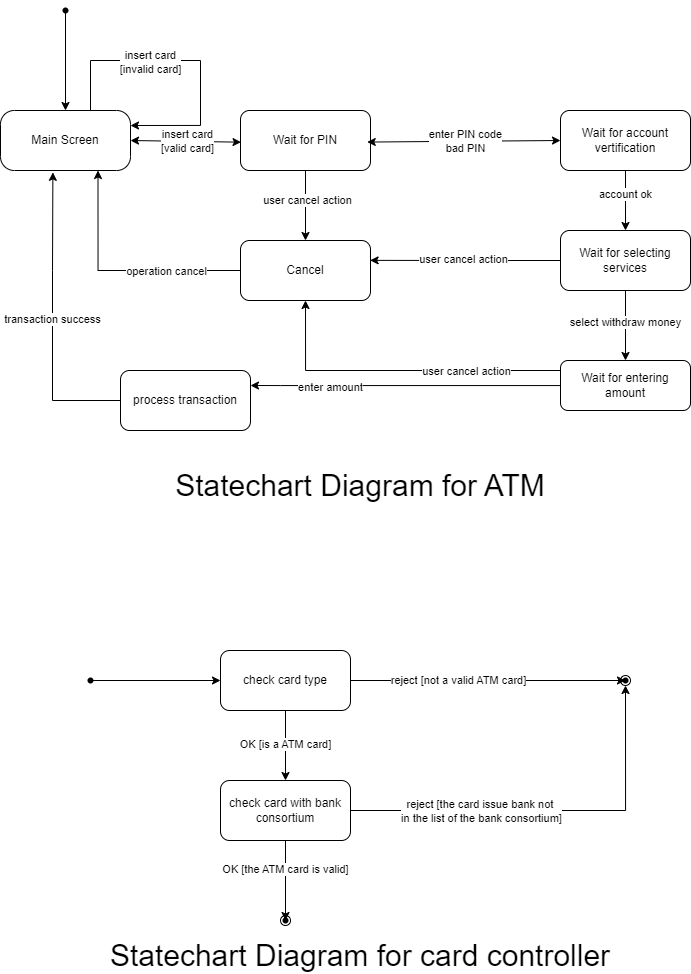 insert card
[invalid card]
Main Screen
insert card
[valid card]
Wait for PIN
enter PIN code
bad PIN
Wait for account
vertification
user cancel action
account ok
operation cancel
Cancel
user cancel action
Wait for selecting
services
transaction success
select withdraw money
user cancel action
enter amount
Wait for entering
amount
process transaction
Statechart Diagram for ATM
check card type
reject [not a valid ATM card]
OK [is a ATM card]
check card with bank
consortium
reject [the card issue bank not
in the list of the bank consortium]
OK [the ATM card is valid]
Statechart Diagram for card controller